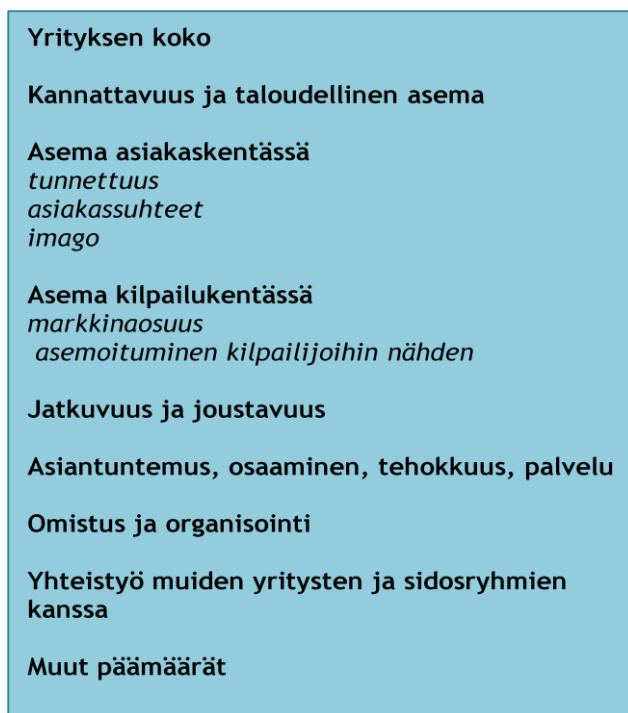 Yrityksen koko
Kannattavuus ja taloudellinen asema
Asema asiakaskentässä
tunnettuus
asiakassuhteet
imago
Asema kilpailukentässä
markkinaosuus
asemoituminen kilpailijoihin nähden
Jatkuvuus ja joustavuus
Asiantuntemus, osaaminen, tehokkuus, palvelu
Omistus ja organisointi
Yhteistyö muiden yritysten ja sidosryhmien
kanssa
Muut päämäärät